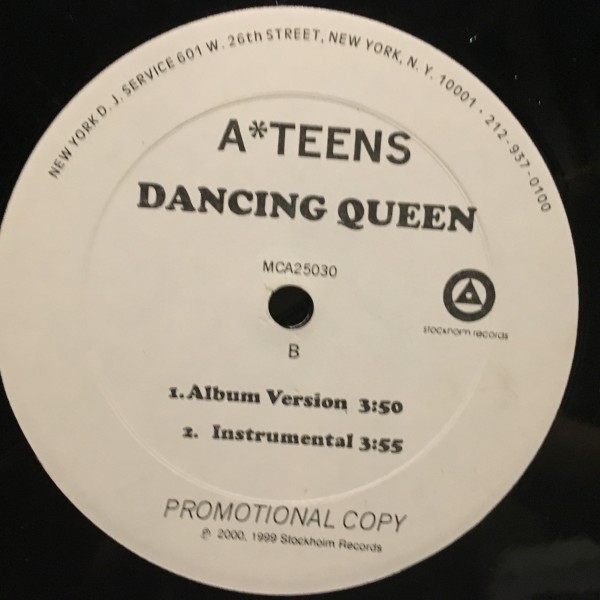 NEW YORK D. J. SERVICE 601 W. 26th STREET, NEW YORK, N. Y. 10001 - 212-937-0100
A*TEENS
DANCING QUEEN
MCA25030
stockholm records
B
1. Album Version 3:50
2. Instrumental 3:55
PROMOTIONAL COPY
℗ 2000, 1999 Stockholm Records